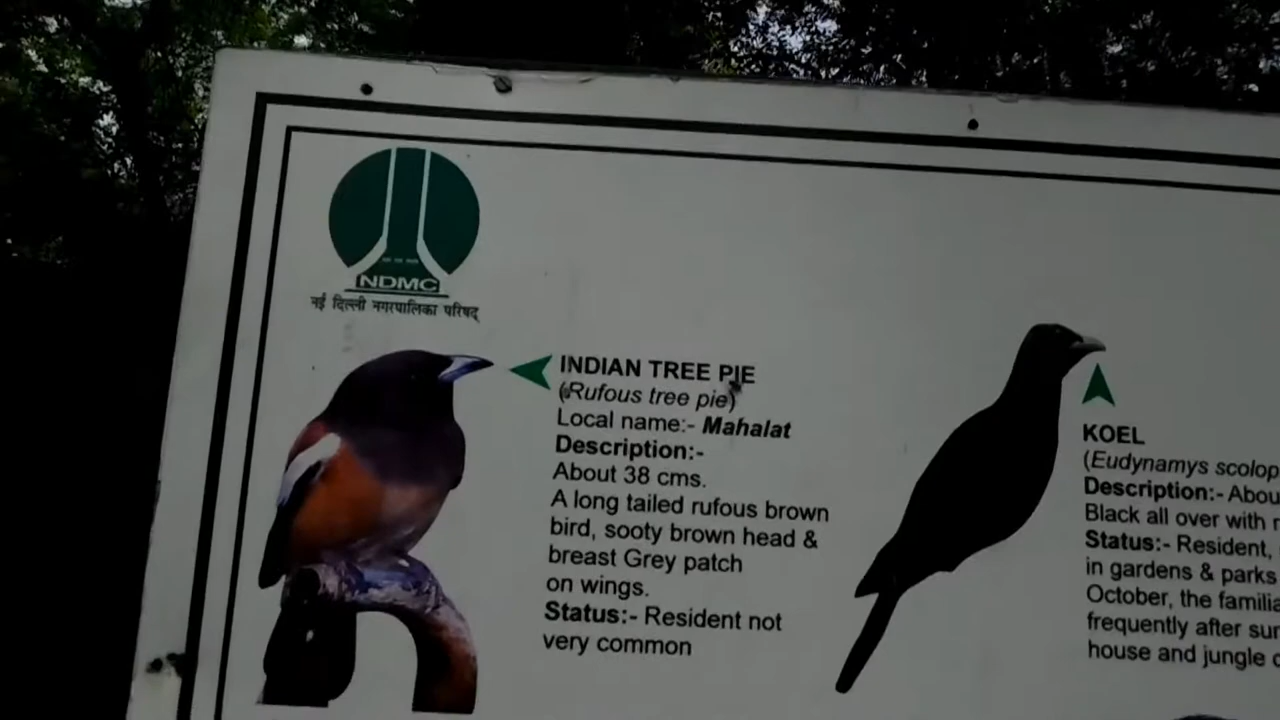 NDMC
नई दिल्ली नगरपालिका परिषद्
INDIAN TREE PIE
(Rufous tree pie)
Local name:- Mahalat
Description:-
About 38 cms.
A long tailed rufous brown
bird, sooty brown head &
breast Grey patch
on wings.
Status:- Resident not
very common
KOEL
(Eudynamys scolop
Description:- Abou
Black all over with r
Status:- Resident,
in gardens & parks
October, the familia
frequently after sun
house and jungle